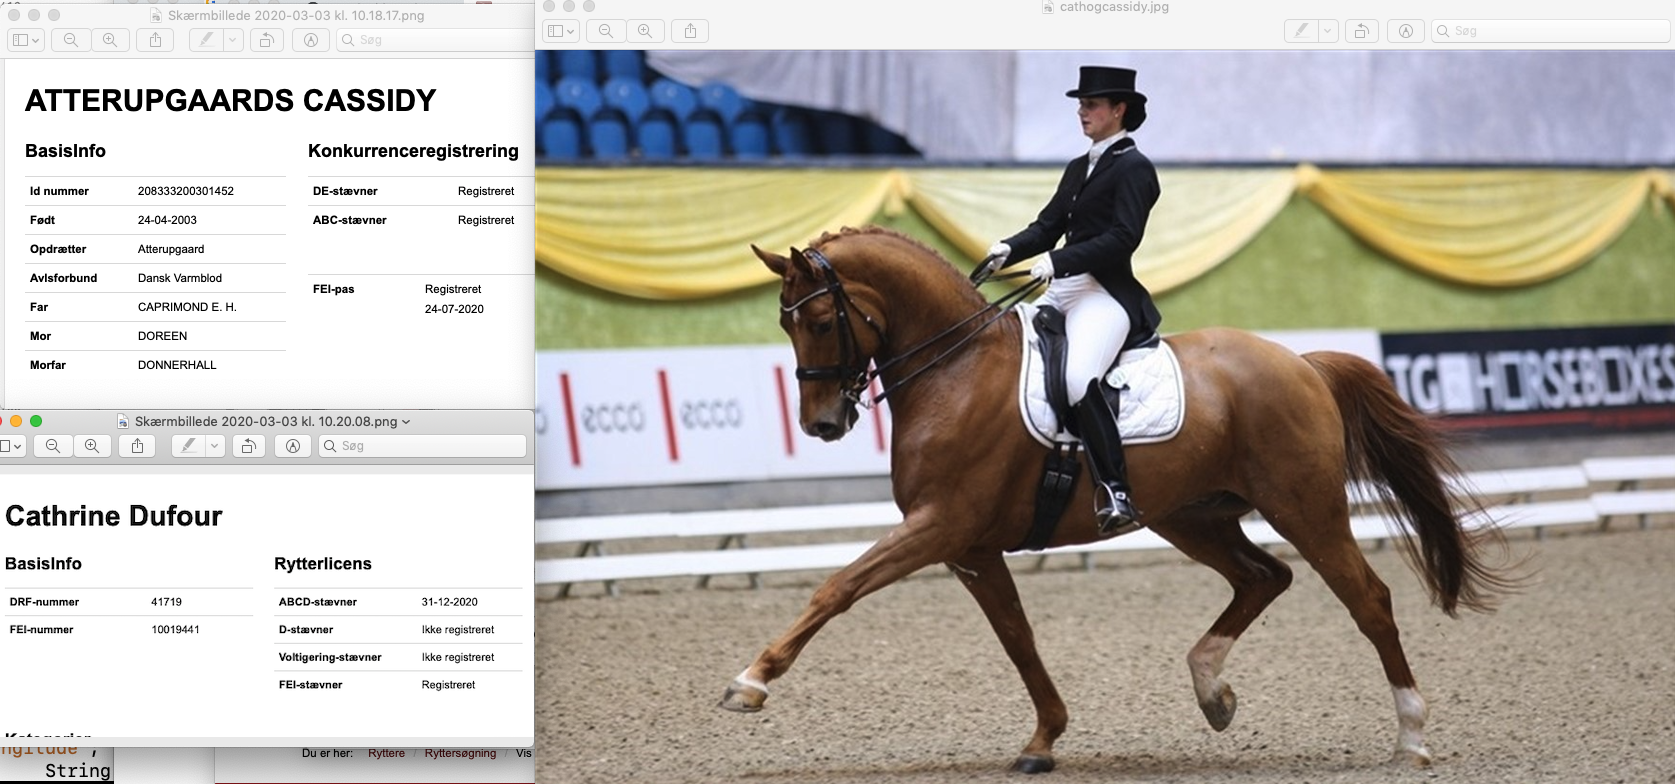 Skærmbillede 2020-03-03 kl. 10.18.17.png
Søg
ATTERUPGAARDS CASSIDY
BasisInfo
Id nummer 208333200301452
Født 24-04-2003
Opdrætter Atterupgaard
Avlsforbund Dansk Varmblod
Far CAPRIMOND E. H.
Mor DOREEN
Morfar DONNERHALL
Konkurrenceregistrering
DE-stævner Registreret
ABC-stævner Registreret
FEI-pas Registreret
24-07-2020
Skærmbillede 2020-03-03 kl. 10.20.08.png
Søg
Cathrine Dufour
BasisInfo
DRF-nummer 41719
FEI-nummer 10019441
Rytterlicens
ABCD-stævner 31-12-2020
D-stævner Ikke registreret
Voltigering-stævner Ikke registreret
FEI-stævner Registreret
String
Du er her: Ryttere / Ryttersøgning / Vis
cathogcassidy.jpg
Søg
ecco ecco
TG HORSEBOXES